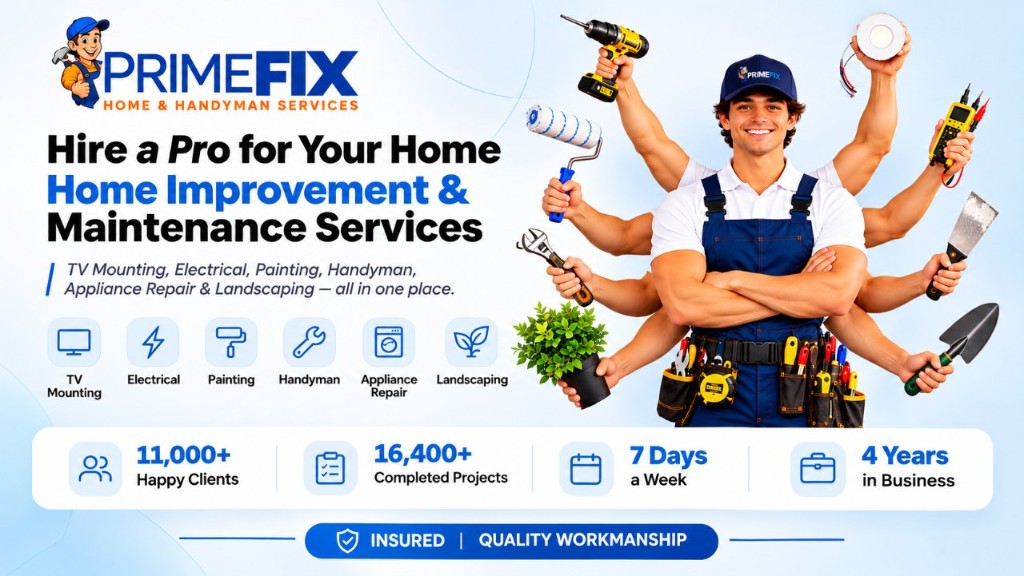 PRIMEFIX
HOME & HANDYMAN SERVICES
Hire a Pro for Your Home
Home Improvement &
Maintenance Services
TV Mounting, Electrical, Painting, Handyman,
Appliance Repair & Landscaping — all in one place.
TV
Mounting
Electrical
Painting
Handyman
Appliance
Repair
Landscaping
11,000+
Happy Clients
16,400+
Completed Projects
7 Days
a Week
4 Years
in Business
INSURED | QUALITY WORKMANSHIP
PRIMEFIX